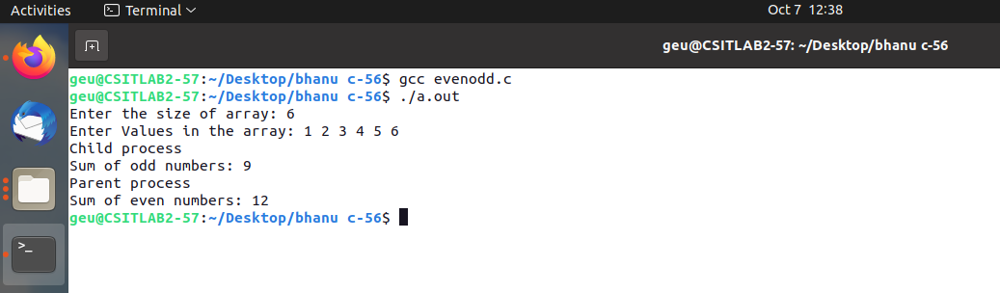 Activities
Terminal
Oct 7 12:38
geu@CSITLAB2-57: ~/Desktop/bhanu c-56
geu@CSITLAB2-57:~/Desktop/bhanu c-56$ gcc evenodd.c
geu@CSITLAB2-57:~/Desktop/bhanu c-56$ ./a.out
Enter the size of array: 6
Enter Values in the array: 1 2 3 4 5 6
Child process
Sum of odd numbers: 9
Parent process
Sum of even numbers: 12
geu@CSITLAB2-57:~/Desktop/bhanu c-56$
>_